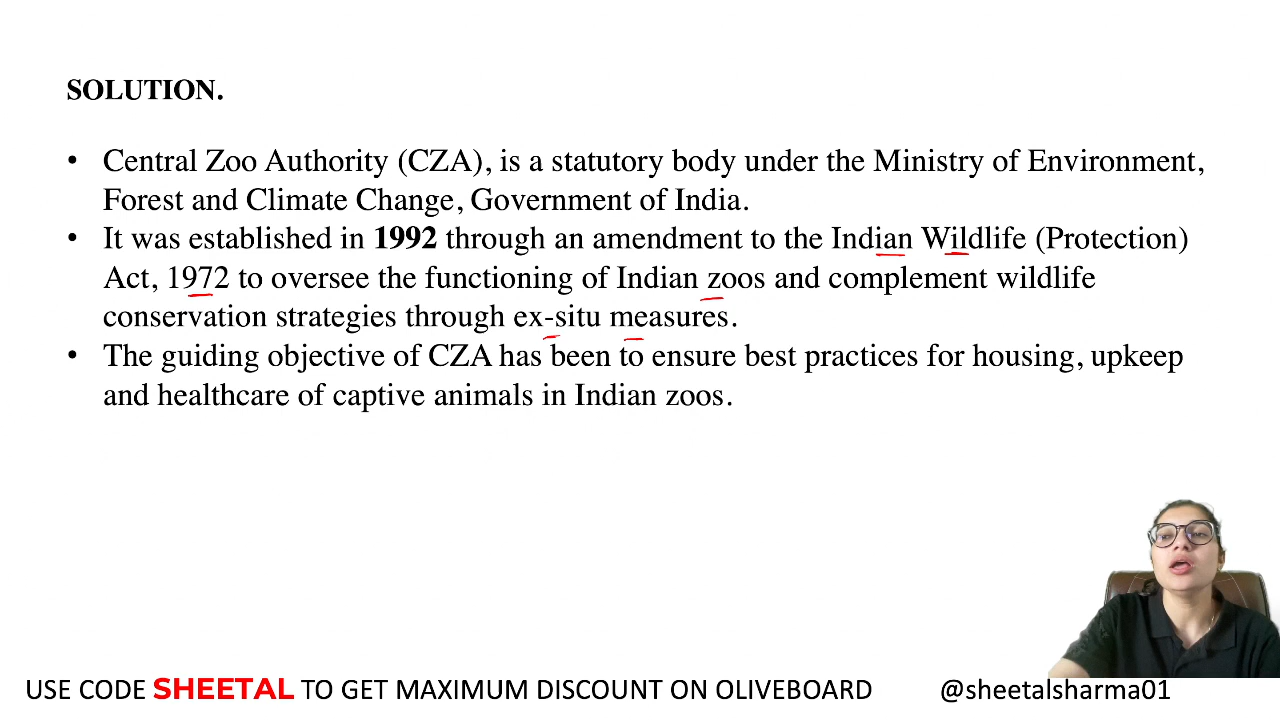 SOLUTION.
• Central Zoo Authority (CZA), is a statutory body under the Ministry of Environment,
Forest and Climate Change, Government of India.
• It was established in 1992 through an amendment to the Indian Wildlife (Protection)
Act, 1972 to oversee the functioning of Indian zoos and complement wildlife
conservation strategies through ex-situ measures.
• The guiding objective of CZA has been to ensure best practices for housing, upkeep
and healthcare of captive animals in Indian zoos.
USE CODE SHEETAL TO GET MAXIMUM DISCOUNT ON OLIVEBOARD @sheetalsharma01